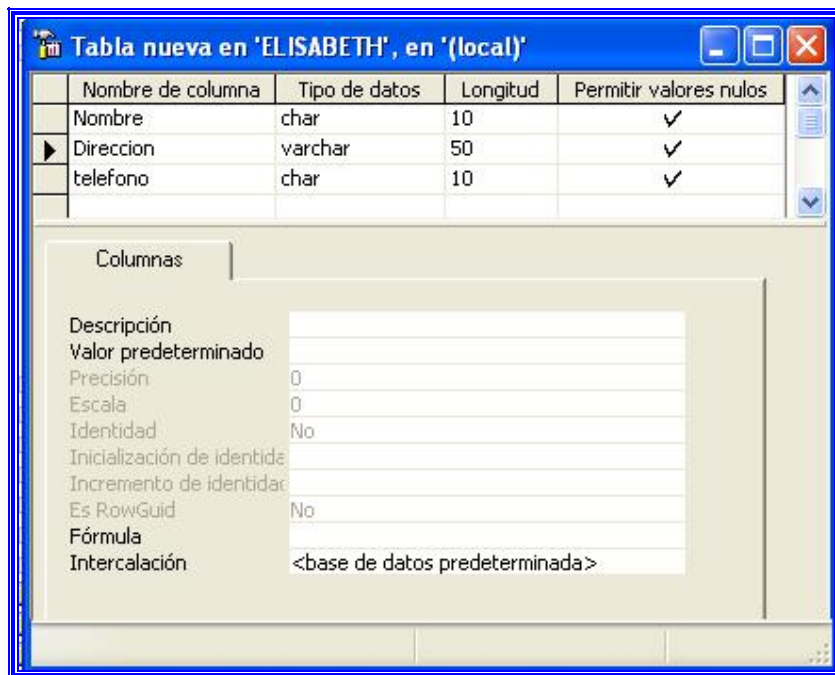 Tabla nueva en 'ELISABETH', en '(local)'
Nombre de columna Tipo de datos Longitud Permitir valores nulos
Nombre char 10
Direccion varchar 50
telefono char 10
Columnas
Descripción
Valor predeterminado
Precisión 0
Escala 0
Identidad No
Inicialización de identida
Incremento de identidad
Es RowGuid No
Fórmula
Intercalación <base de datos predeterminada>